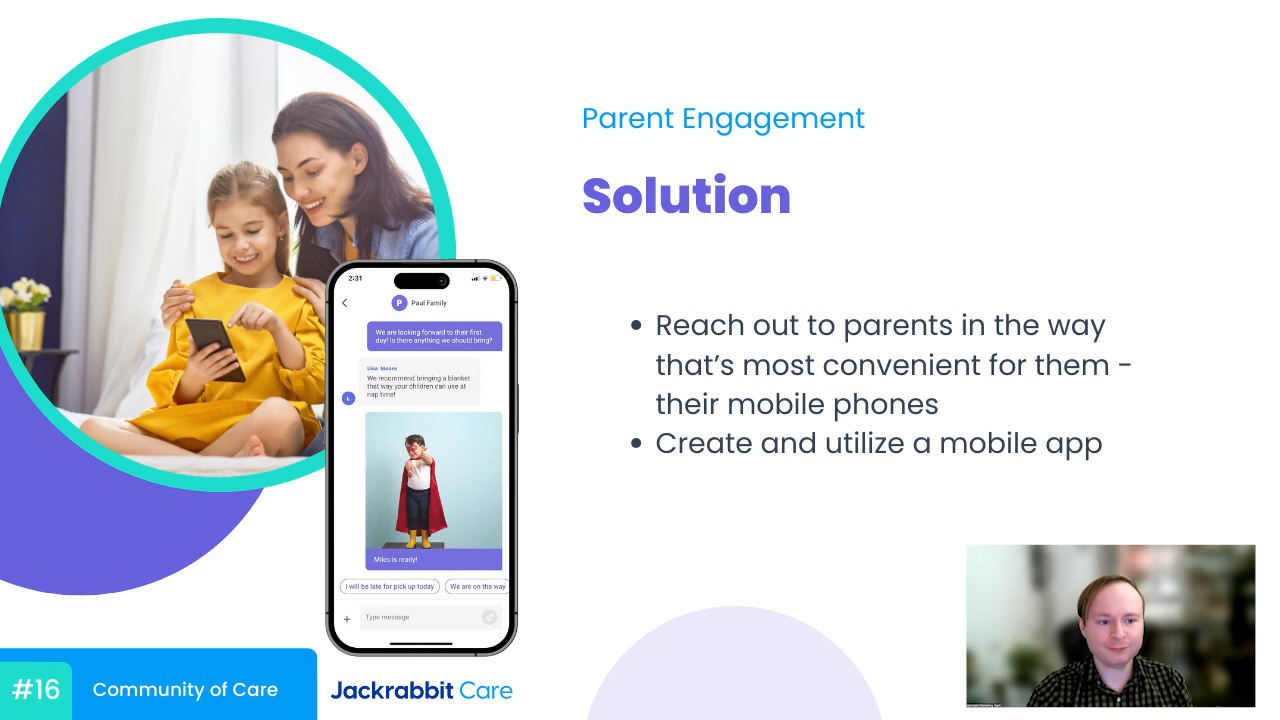 Parent Engagement
Solution
Reach out to parents in the way
that's most convenient for them -
their mobile phones
Create and utilize a mobile app
2:31
P
Paul Family
We are looking forward to their first
day! Is there anything we should bring?
Lisa Moore
We recommend bringing a blanket
that way your children can use at
nap time!
L
Miles is ready!
I will be late for pick up today
We are on the way
Type message
#16
Community of Care
Jackrabbit Care